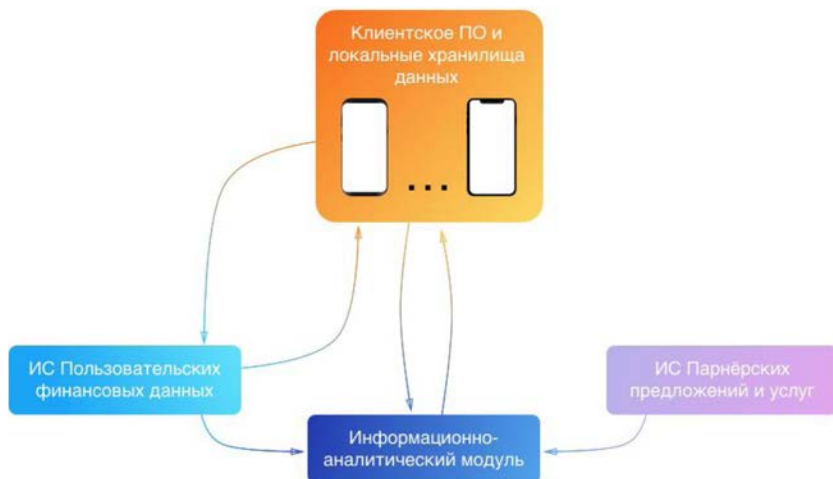 Клиентское ПО и
локальные хранилища
данных
...
ИС Пользовательских
финансовых данных
ИС Парнёрских
предложений и услуг
Информационно-
аналитический модуль